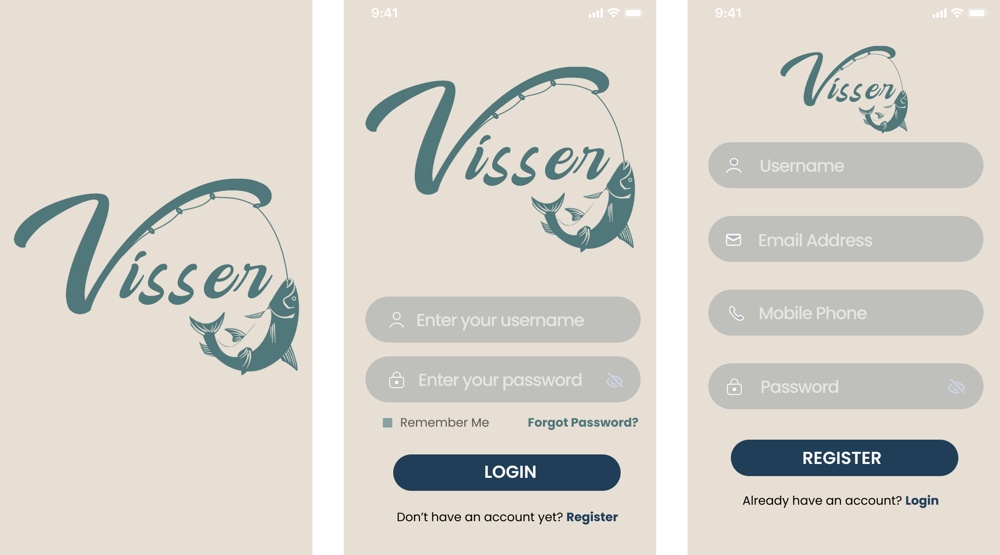 Visser
9:41
Visser
Enter your username
Enter your password
Remember Me
Forgot Password?
LOGIN
Don’t have an account yet? Register
9:41
Visser
Username
Email Address
Mobile Phone
Password
REGISTER
Already have an account? Login